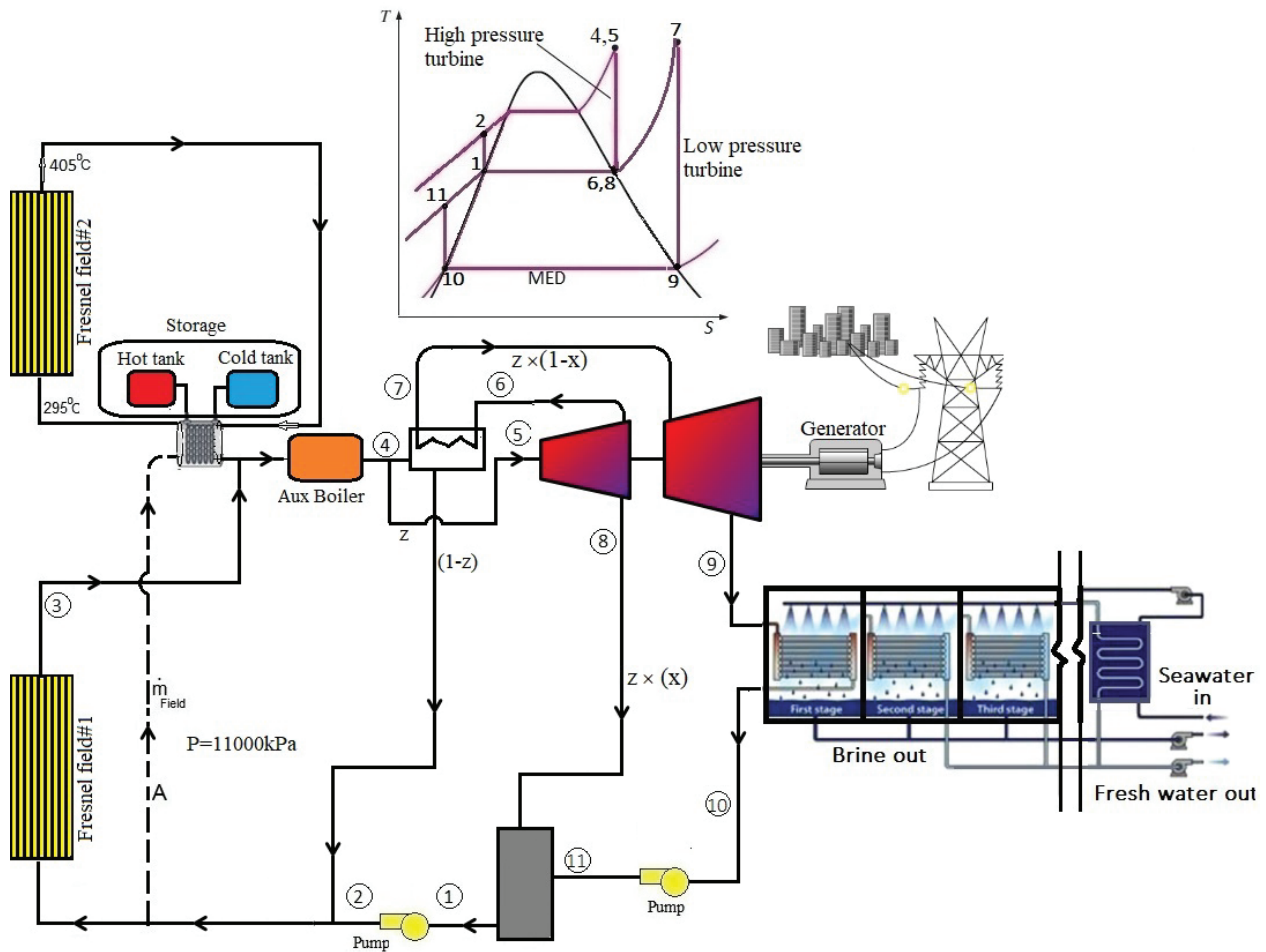 T
High pressure
turbine
4,5
7
2
1
11
6,8
Low pressure
turbine
10
MED
9
S
405⁰C
Fresnel field#2
Storage
Hot tank
Cold tank
295⁰C
z ×(1-x)
7
6
4
5
Aux Boiler
z
Generator
8
(1-z)
9
3
ṁ
Field
z × (x)
P=11000kPa
A
Fresnel field#1
First stage
Second stage
Third stage
Seawater
in
Brine out
Fresh water out
10
11
2
1
Pump
Pump